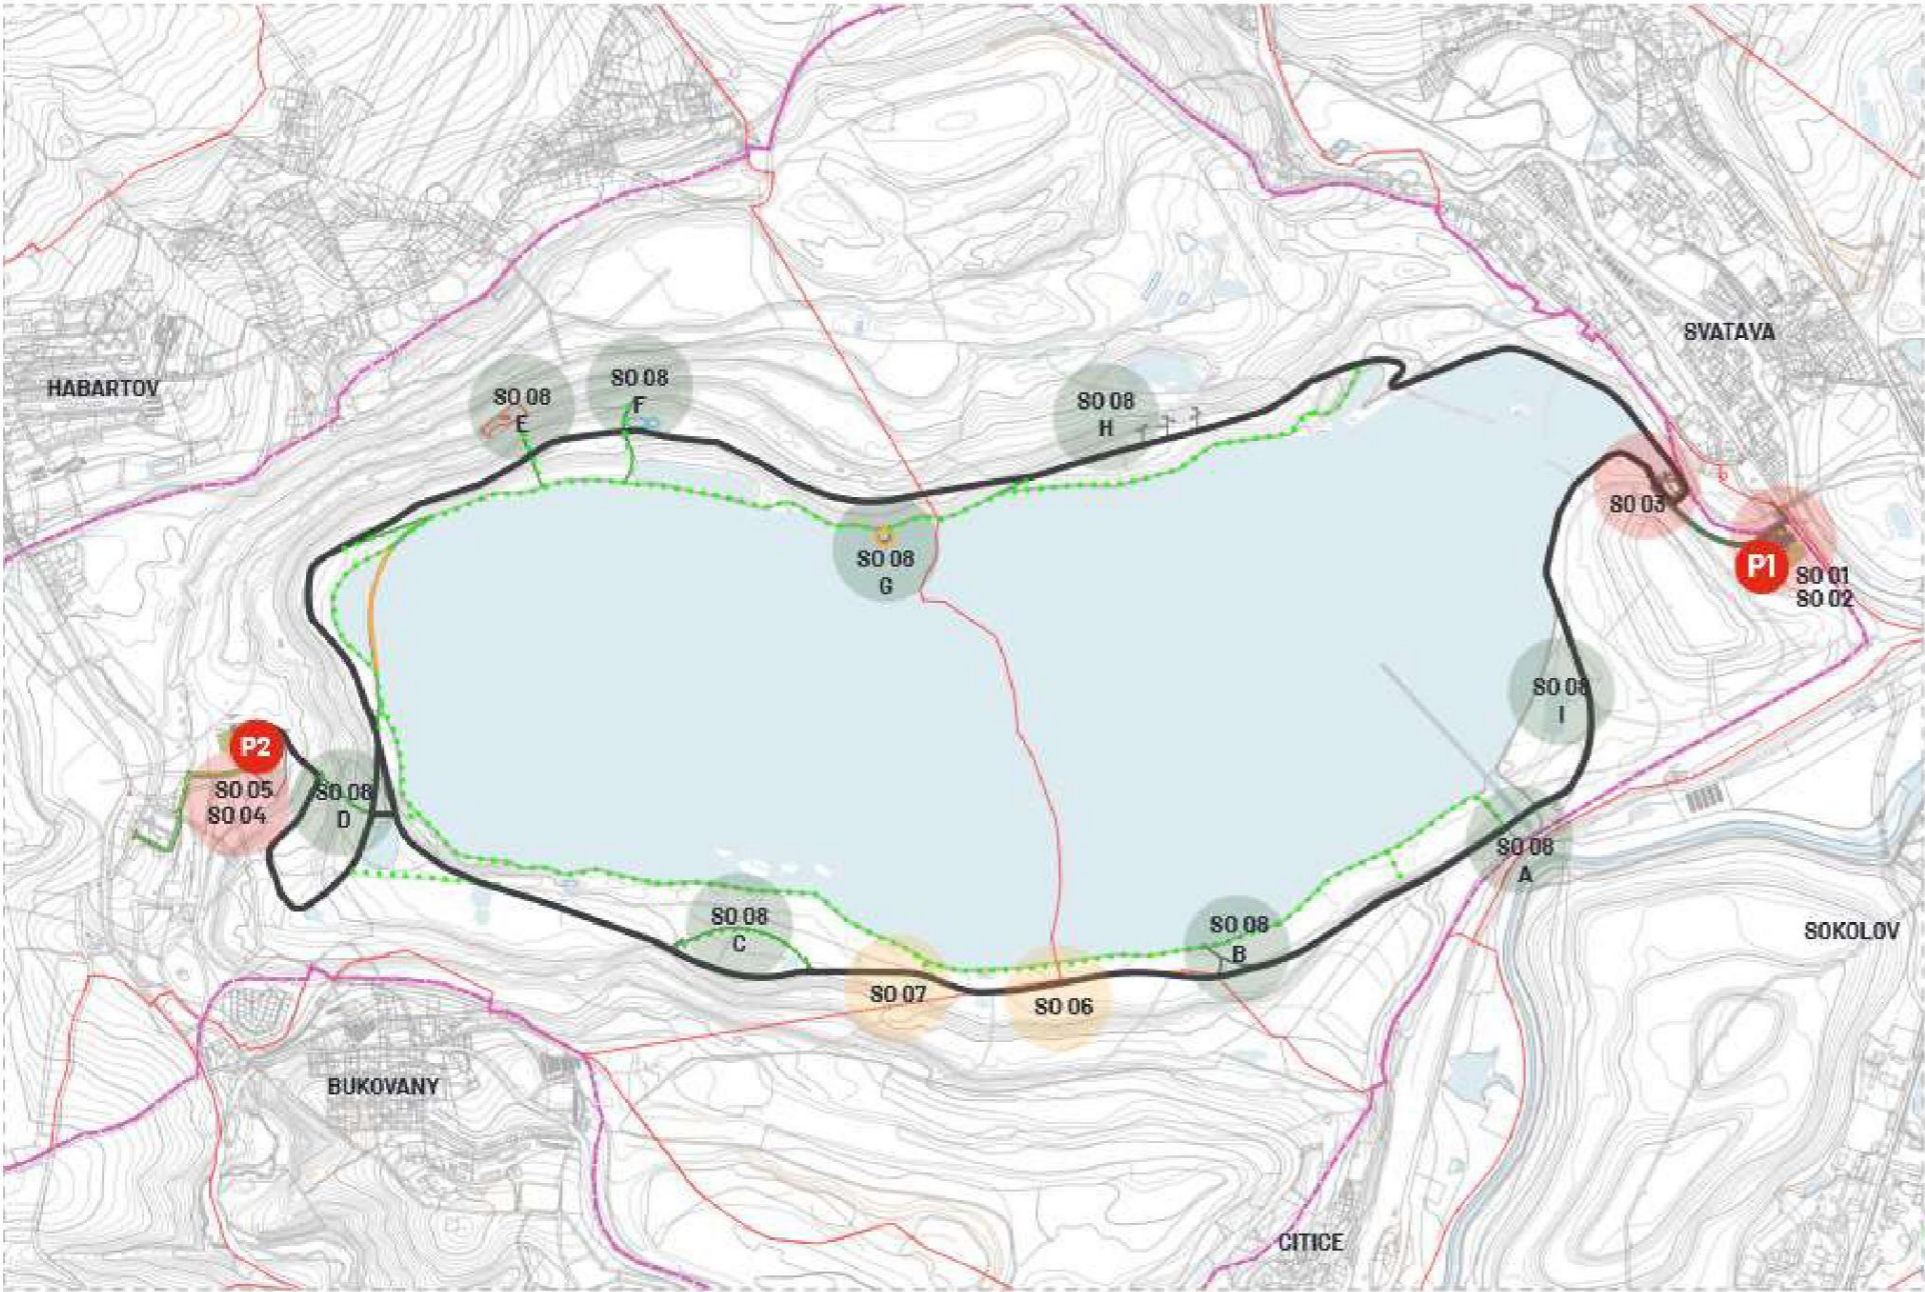 SVATAVA
HABARTOV
SO 08
E
SO 08
F
SO 08
H
SO 03
P1
SO 01
SO 02
SO 08
G
SO 08
I
P2
SO 05
SO 04
SO 08
D
SO 08
A
SO 08
C
SO 08
B
SO 07
SO 06
SOKOLOV
BUKOVANY
CITICE